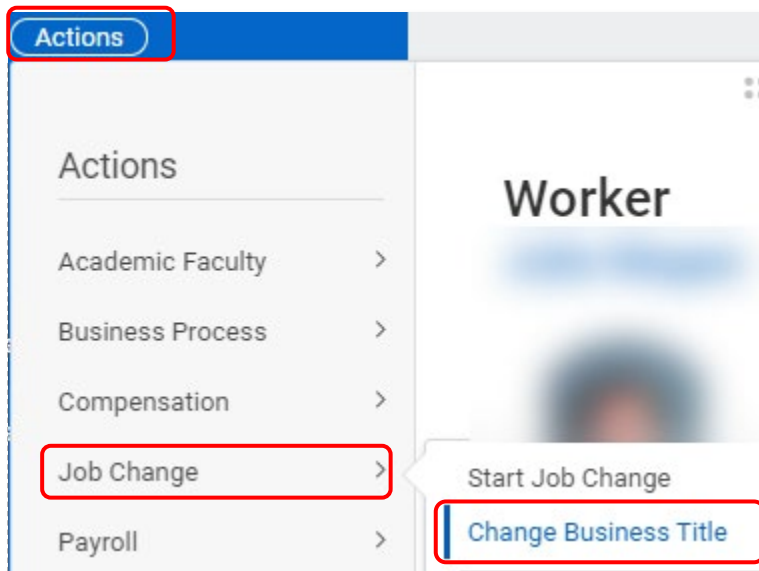 Actions
Actions
Worker
Academic Faculty
Business Process
Compensation
Job Change
Start Job Change
Change Business Title
Payroll